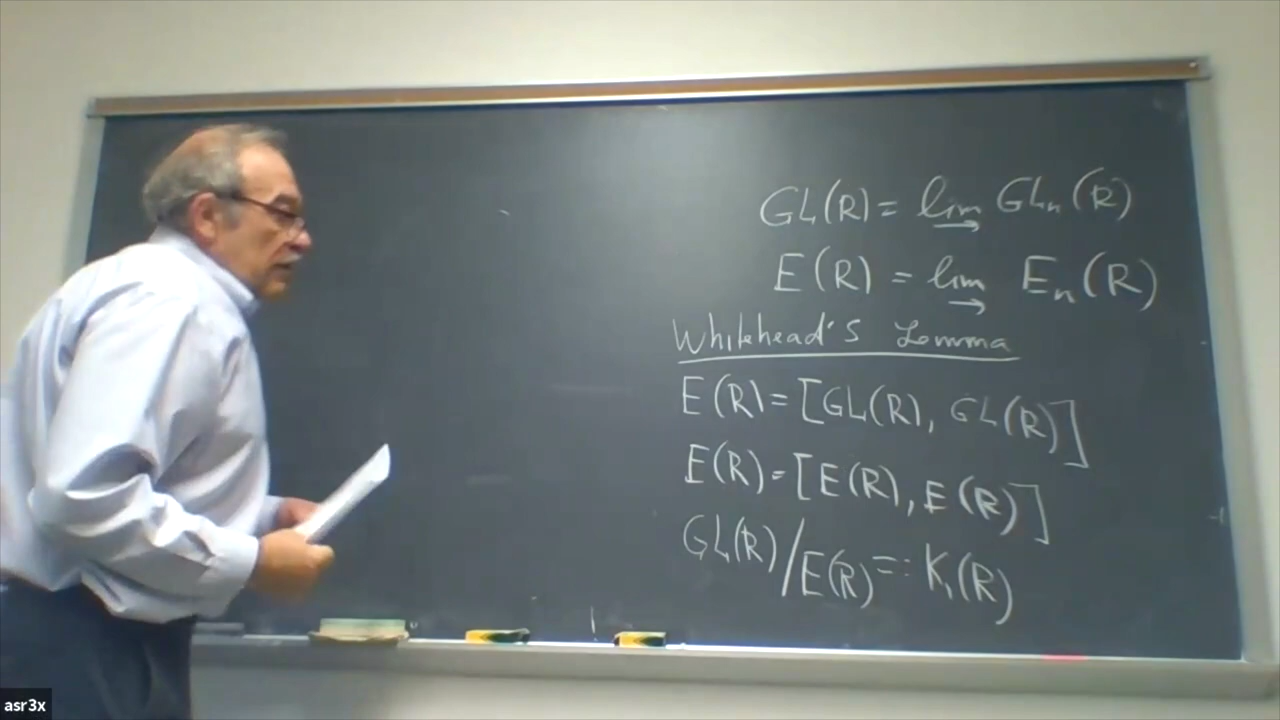 GL(R) = lim→ GLn(R)
E(R) = lim→ En(R)
Whitehead's Lemma
E(R) = [GL(R), GL(R)]
E(R) = [E(R), E(R)]
GL(R)/E(R) =: K1(R)
asr3x